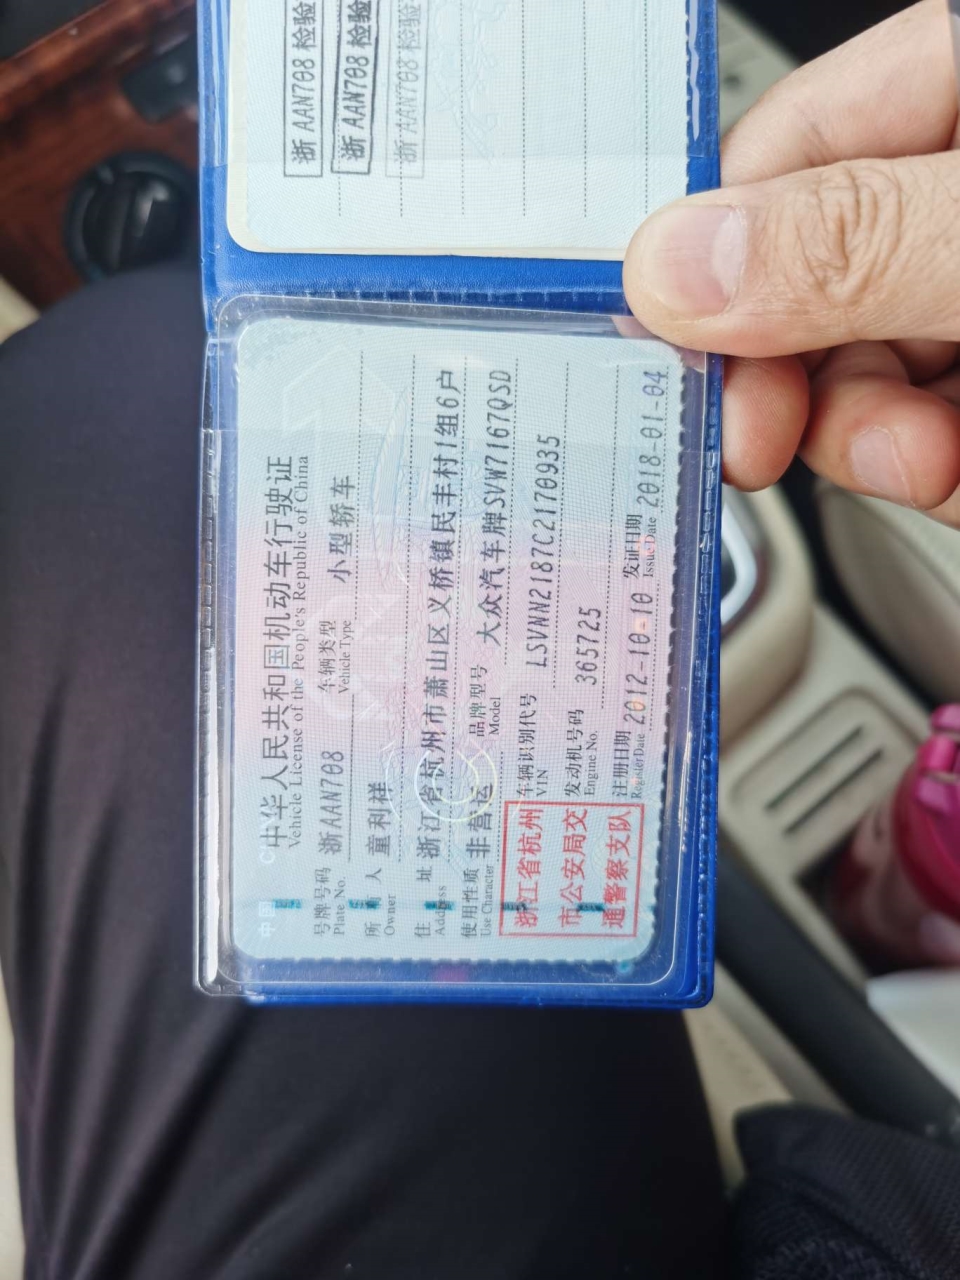 浙AAN708 检验
浙AAN708 检验
浙AAN708 检验
中华人民共和国机动车行驶证
Vehicle License of the People's Republic of China
号牌号码 浙AAN708 车辆类型 小型轿车
Plate No. Vehicle Type
所有人 童利祥
Owner
住址 浙江省杭州市萧山区义桥镇民丰村1组6户
Address
使用性质 非营运 品牌型号 大众汽车牌SVW7167QSD
Use Character Model
浙江省杭州
市公安局交
通警察支队
车辆识别代号 LSVNN2187C2170935
VIN
发动机号码 365725
Engine No.
注册日期 2012-10-10 发证日期 2018-01-04
Register Date Issue Date